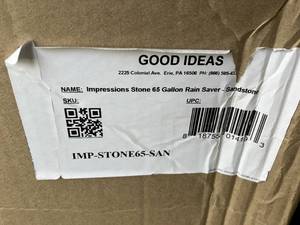 GOOD IDEAS
2225 Colonial Ave. Erie, PA 16506 PH: (866)
NAME: Impressions Stone 65 Gallon Rain Saver - Sandstone
SKU: UPC:
IMP-STONE65-SAN